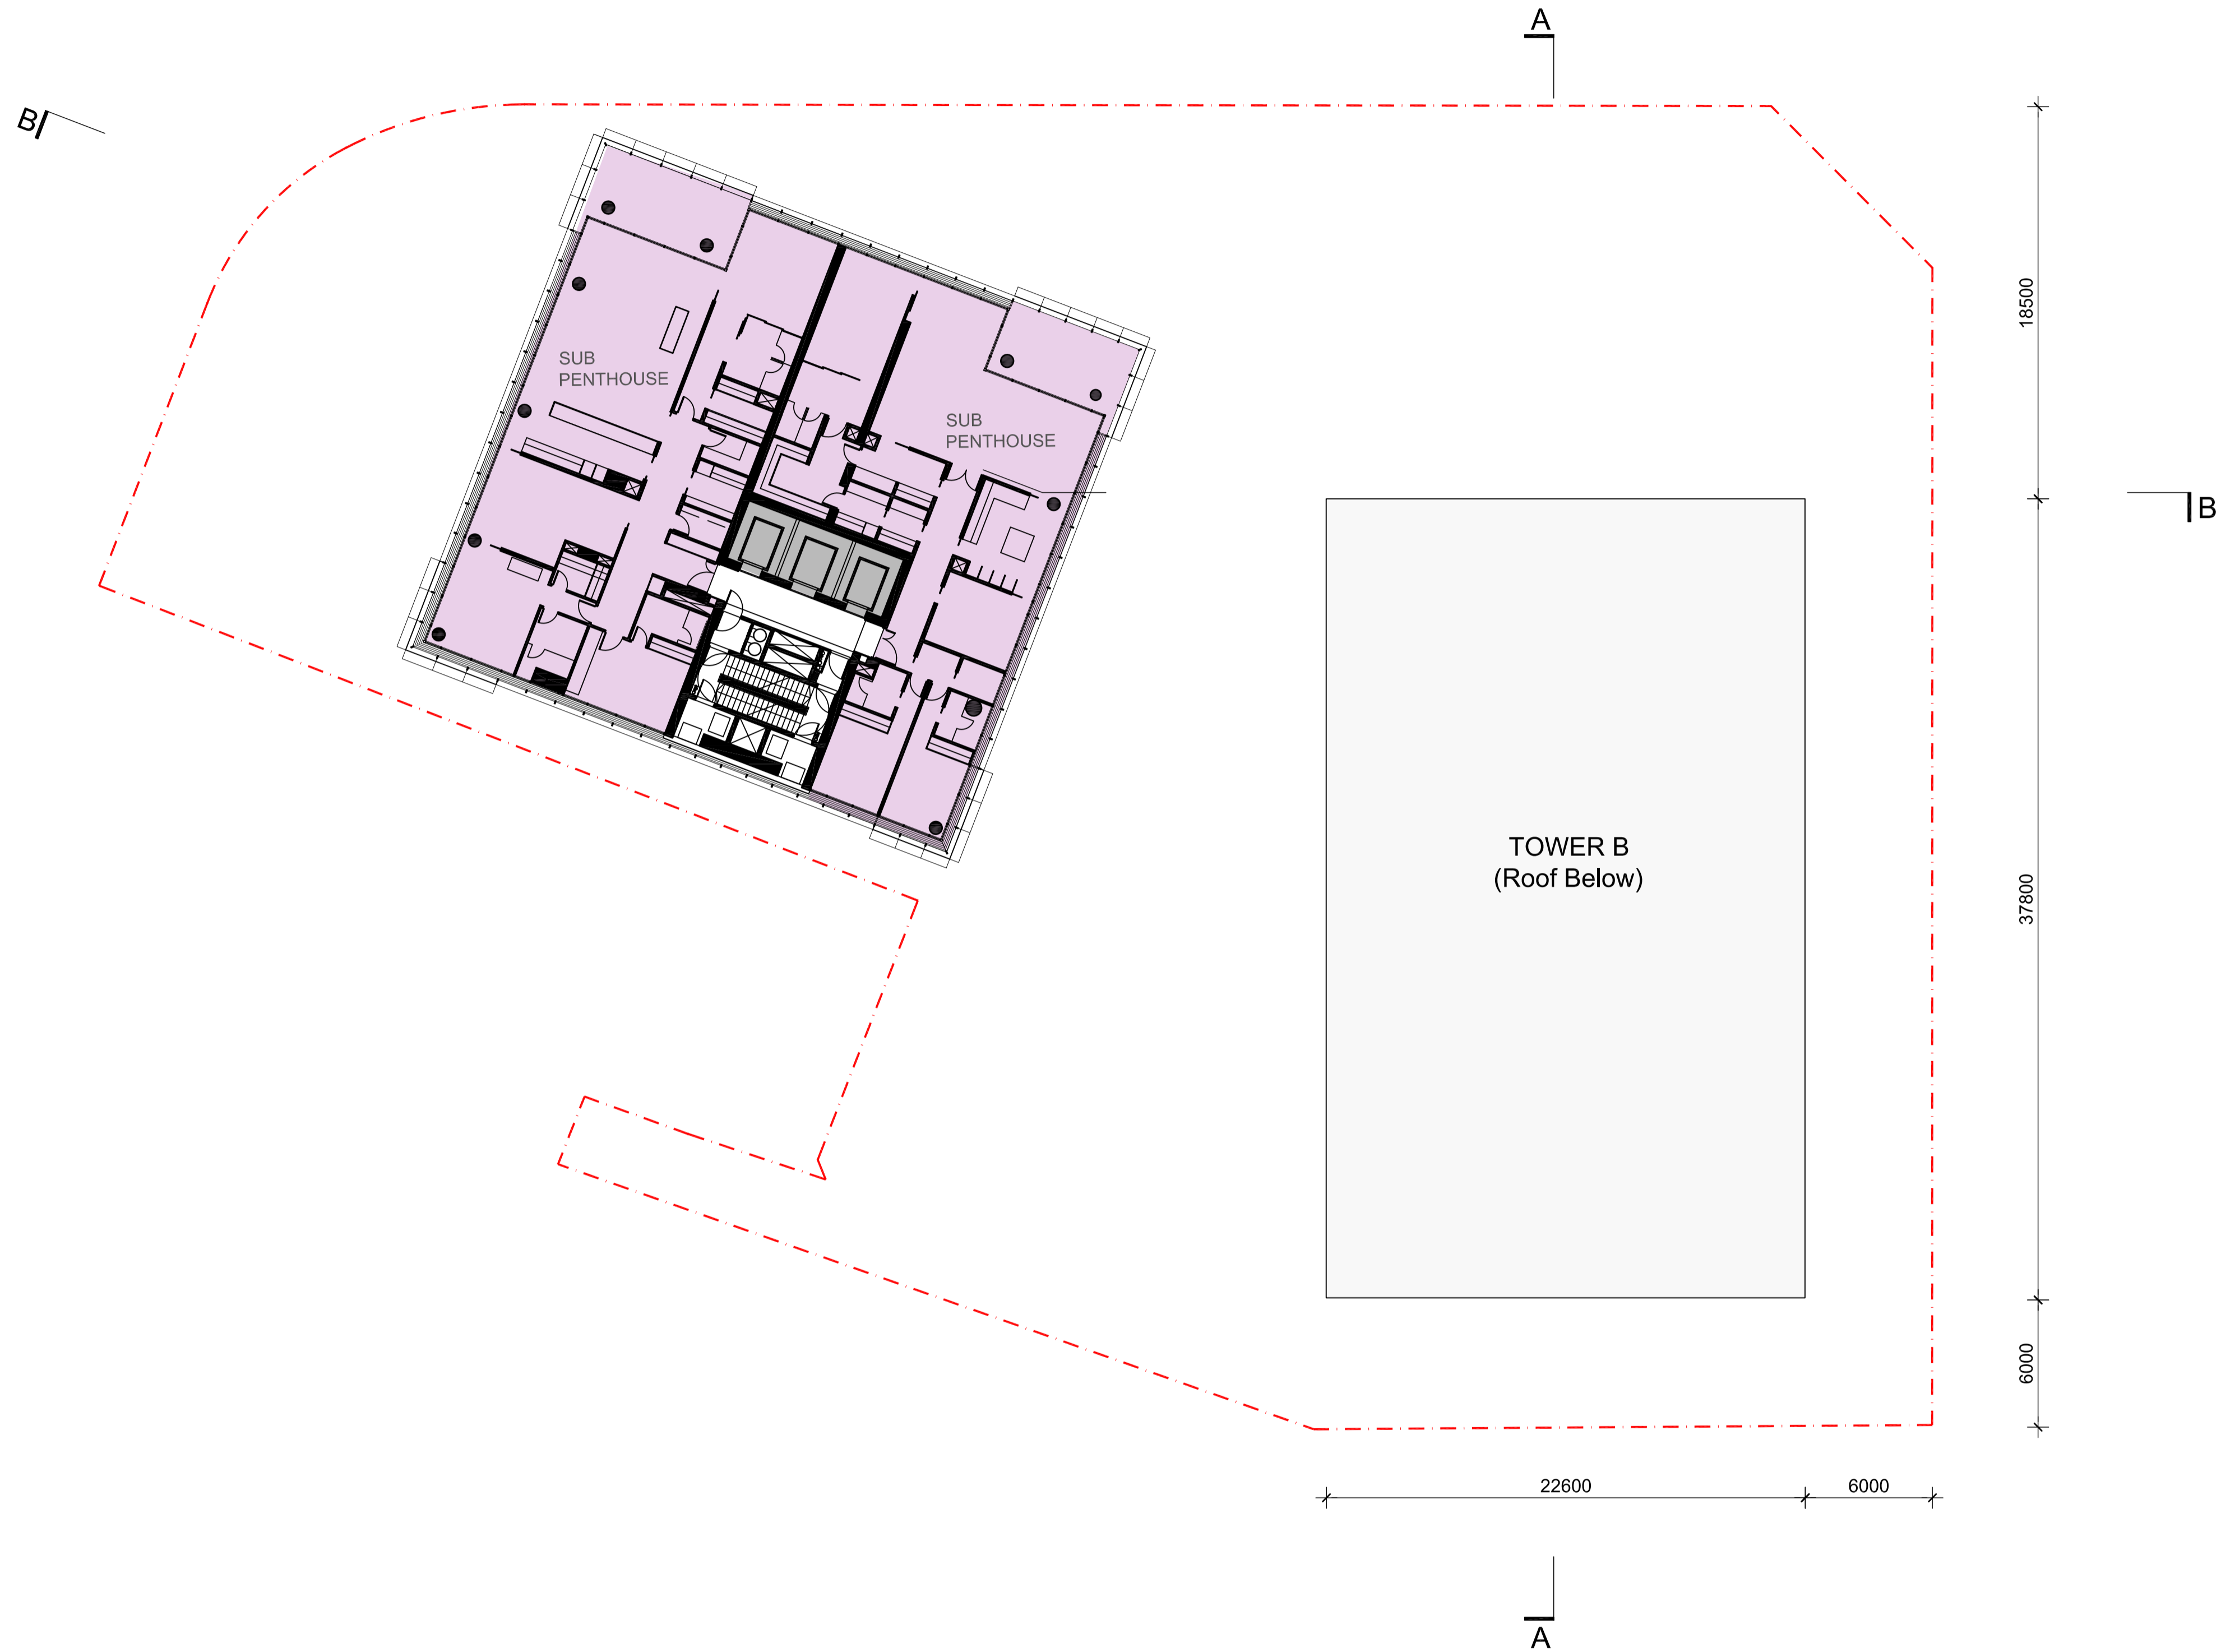 A
B
18500
SUB
PENTHOUSE
SUB
PENTHOUSE
B
TOWER B
(Roof Below)
37800
6000
22600
6000
A